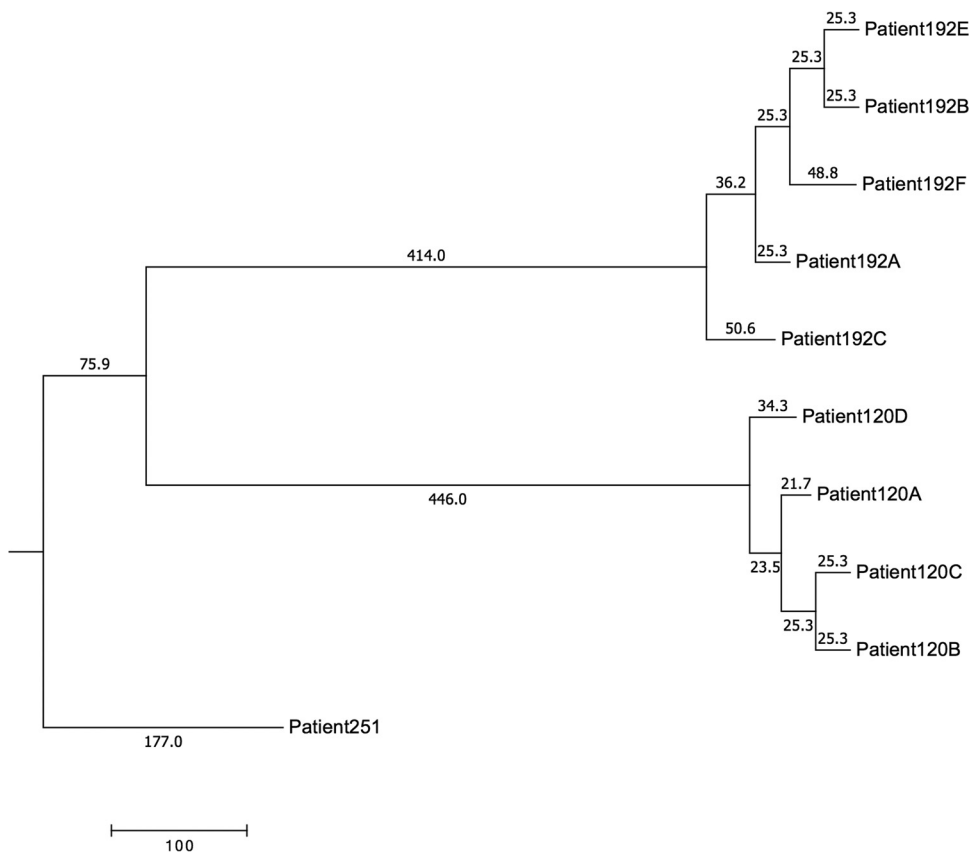 25.3
Patient192E
25.3
25.3
Patient192B
25.3
48.8
Patient192F
36.2
25.3
Patient192A
414.0
50.6
Patient192C
75.9
34.3
Patient120D
446.0
21.7
Patient120A
23.5
25.3
Patient120C
25.3
25.3
Patient120B
177.0
Patient251
100